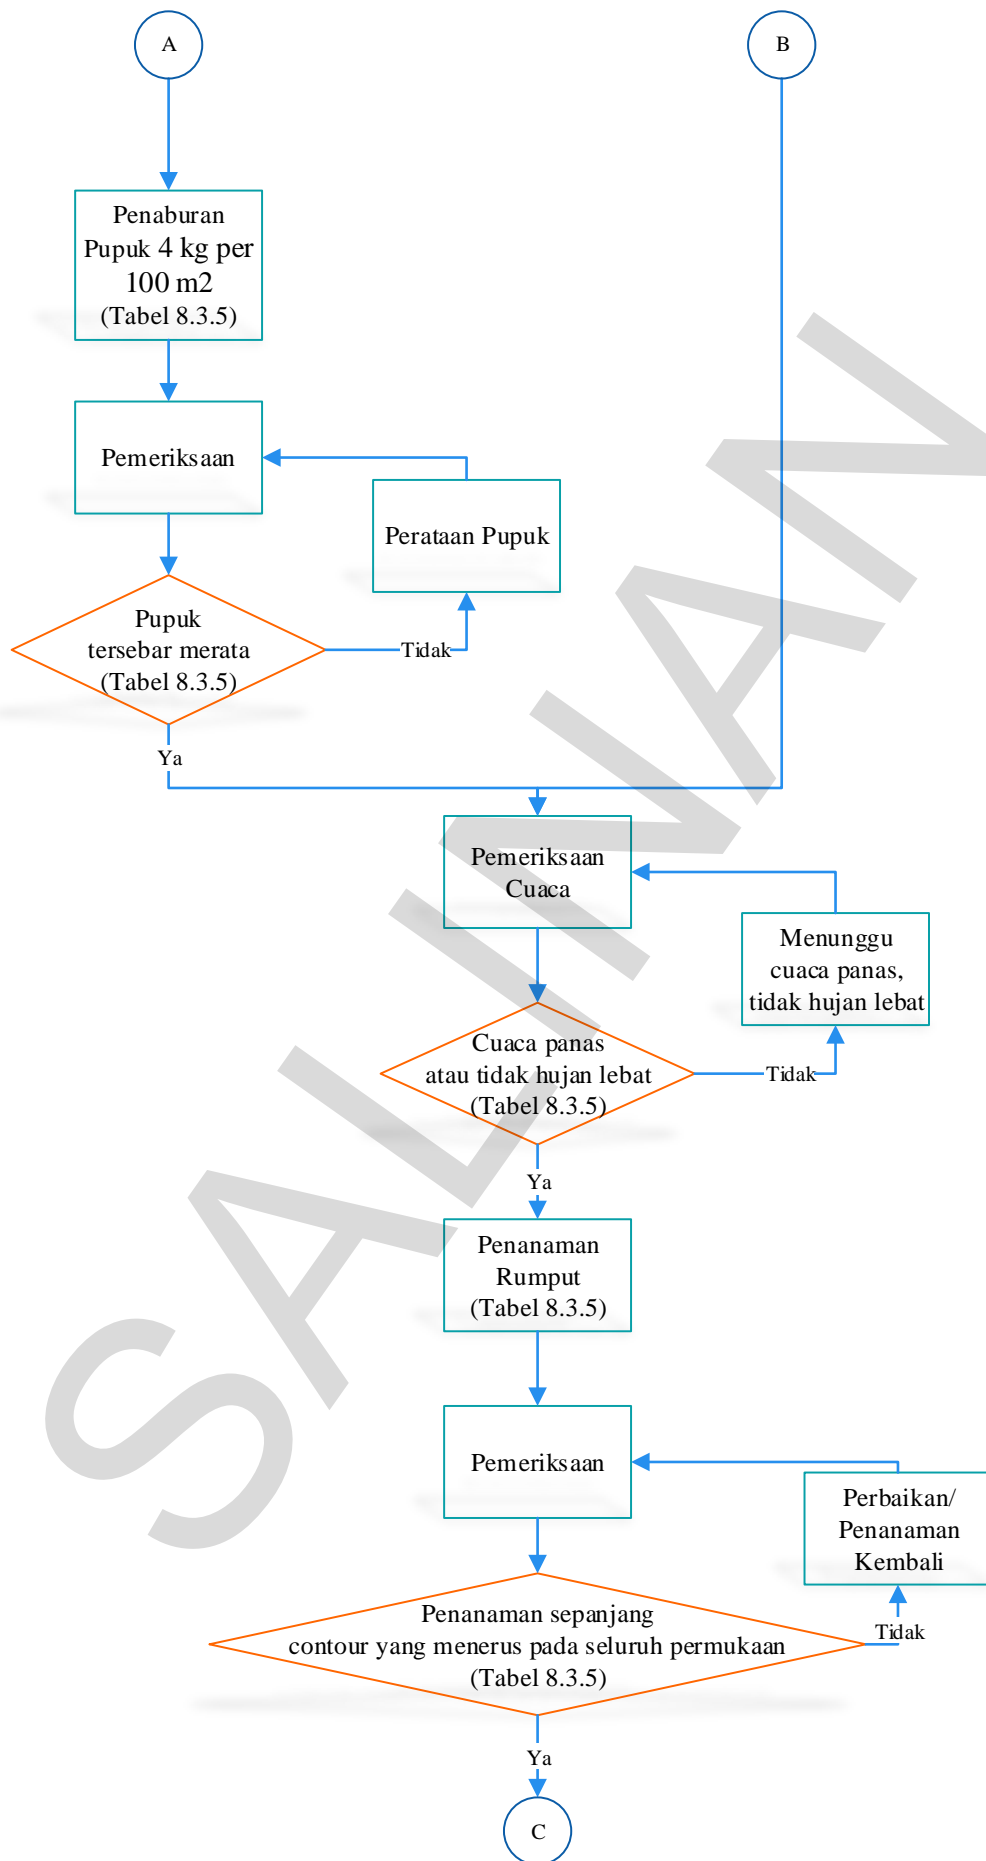 A
B
Penaburan
Pupuk 4 kg per
100 m2
(Tabel 8.3.5)
Pemeriksaan
Perataan Pupuk
Pupuk
tersebar merata
(Tabel 8.3.5)
Tidak
Ya
Pemeriksaan
Cuaca
Menunggu
cuaca panas,
tidak hujan lebat
Cuaca panas
atau tidak hujan lebat
(Tabel 8.3.5)
Tidak
Ya
Penanaman
Rumput
(Tabel 8.3.5)
Pemeriksaan
Perbaikan/
Penanaman
Kembali
Penanaman sepanjang
contour yang menerus pada seluruh permukaan
(Tabel 8.3.5)
Tidak
Ya
C
SALINAN